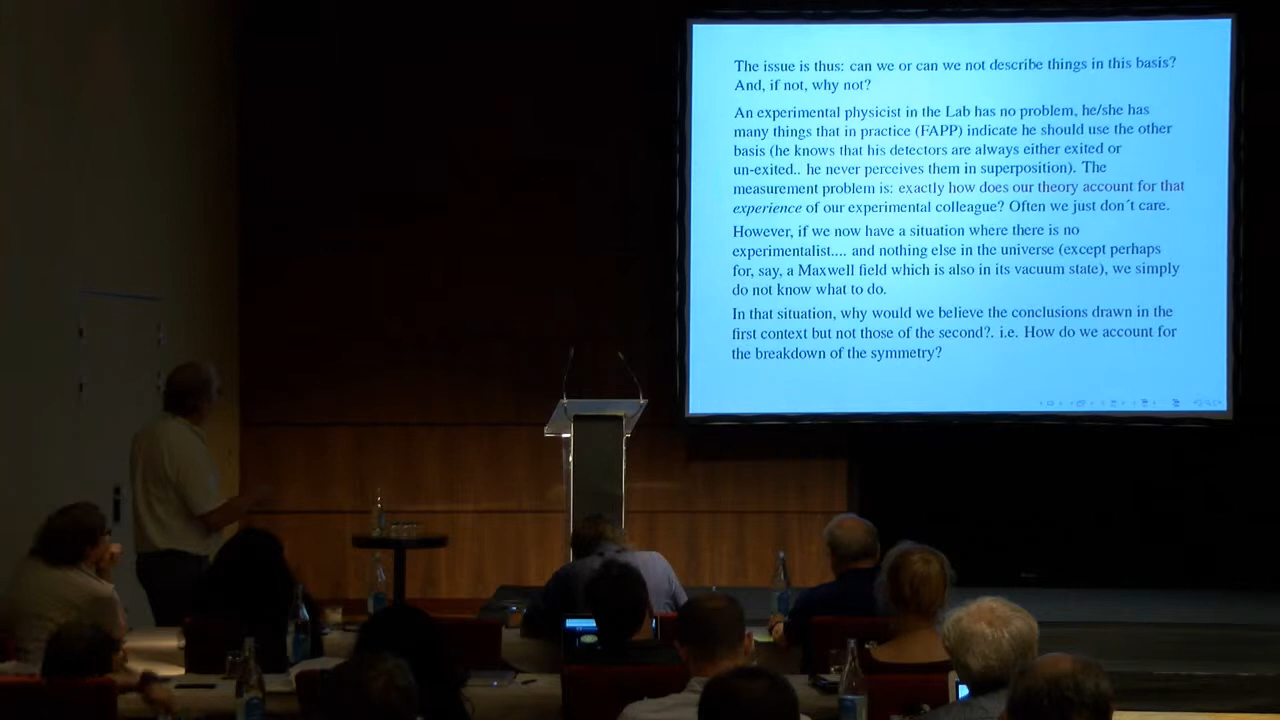 The issue is thus: can we or can we not describe things in this basis?
And, if not, why not?
An experimental physicist in the Lab has no problem, he/she has
many things that in practice (FAPP) indicate he should use the other
basis (he knows that his detectors are always either exited or
un-exited.. he never perceives them in superposition). The
measurement problem is: exactly how does our theory account for that
experience of our experimental colleague? Often we just don´t care.
However, if we now have a situation where there is no
experimentalist.... and nothing else in the universe (except perhaps
for, say, a Maxwell field which is also in its vacuum state), we simply
do not know what to do.
In that situation, why would we believe the conclusions drawn in the
first context but not those of the second?. i.e. How do we account for
the breakdown of the symmetry?